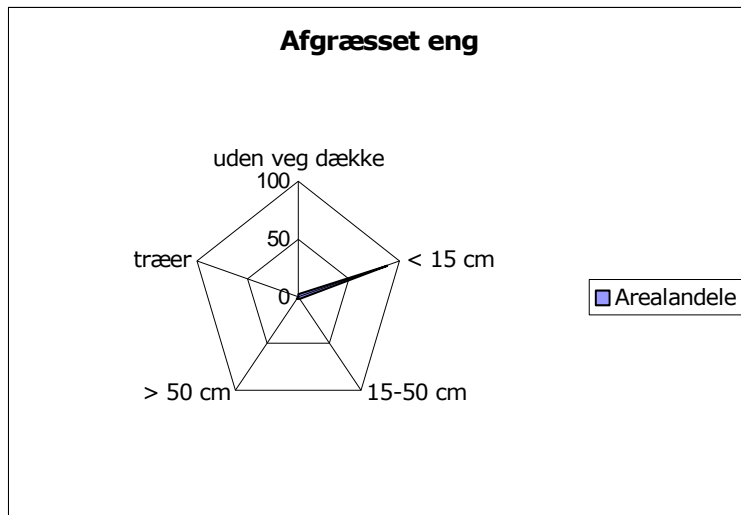 Afgræsset eng
uden veg dække
100
50
0
træer
< 15 cm
> 50 cm
15-50 cm
Arealandele